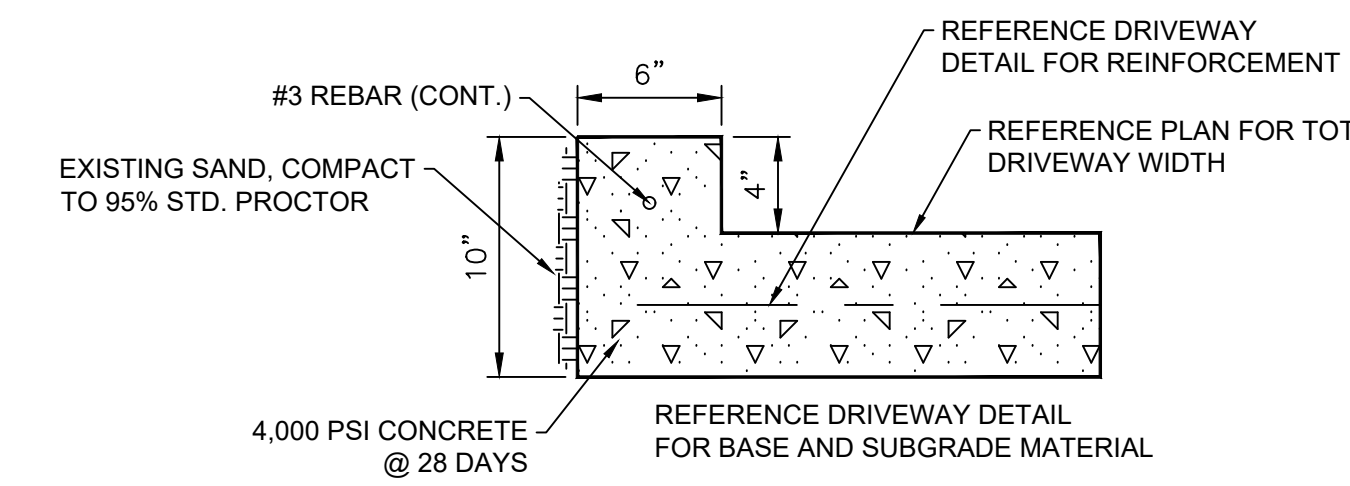 REFERENCE DRIVEWAY
DETAIL FOR REINFORCEMENT
6”
#3 REBAR (CONT.)
REFERENCE PLAN FOR
DRIVEWAY WIDTH
EXISTING SAND, COMPACT
TO 95% STD. PROCTOR
4”
10”
4,000 PSI CONCRETE
@ 28 DAYS
REFERENCE DRIVEWAY DETAIL
FOR BASE AND SUBGRADE MATERIAL